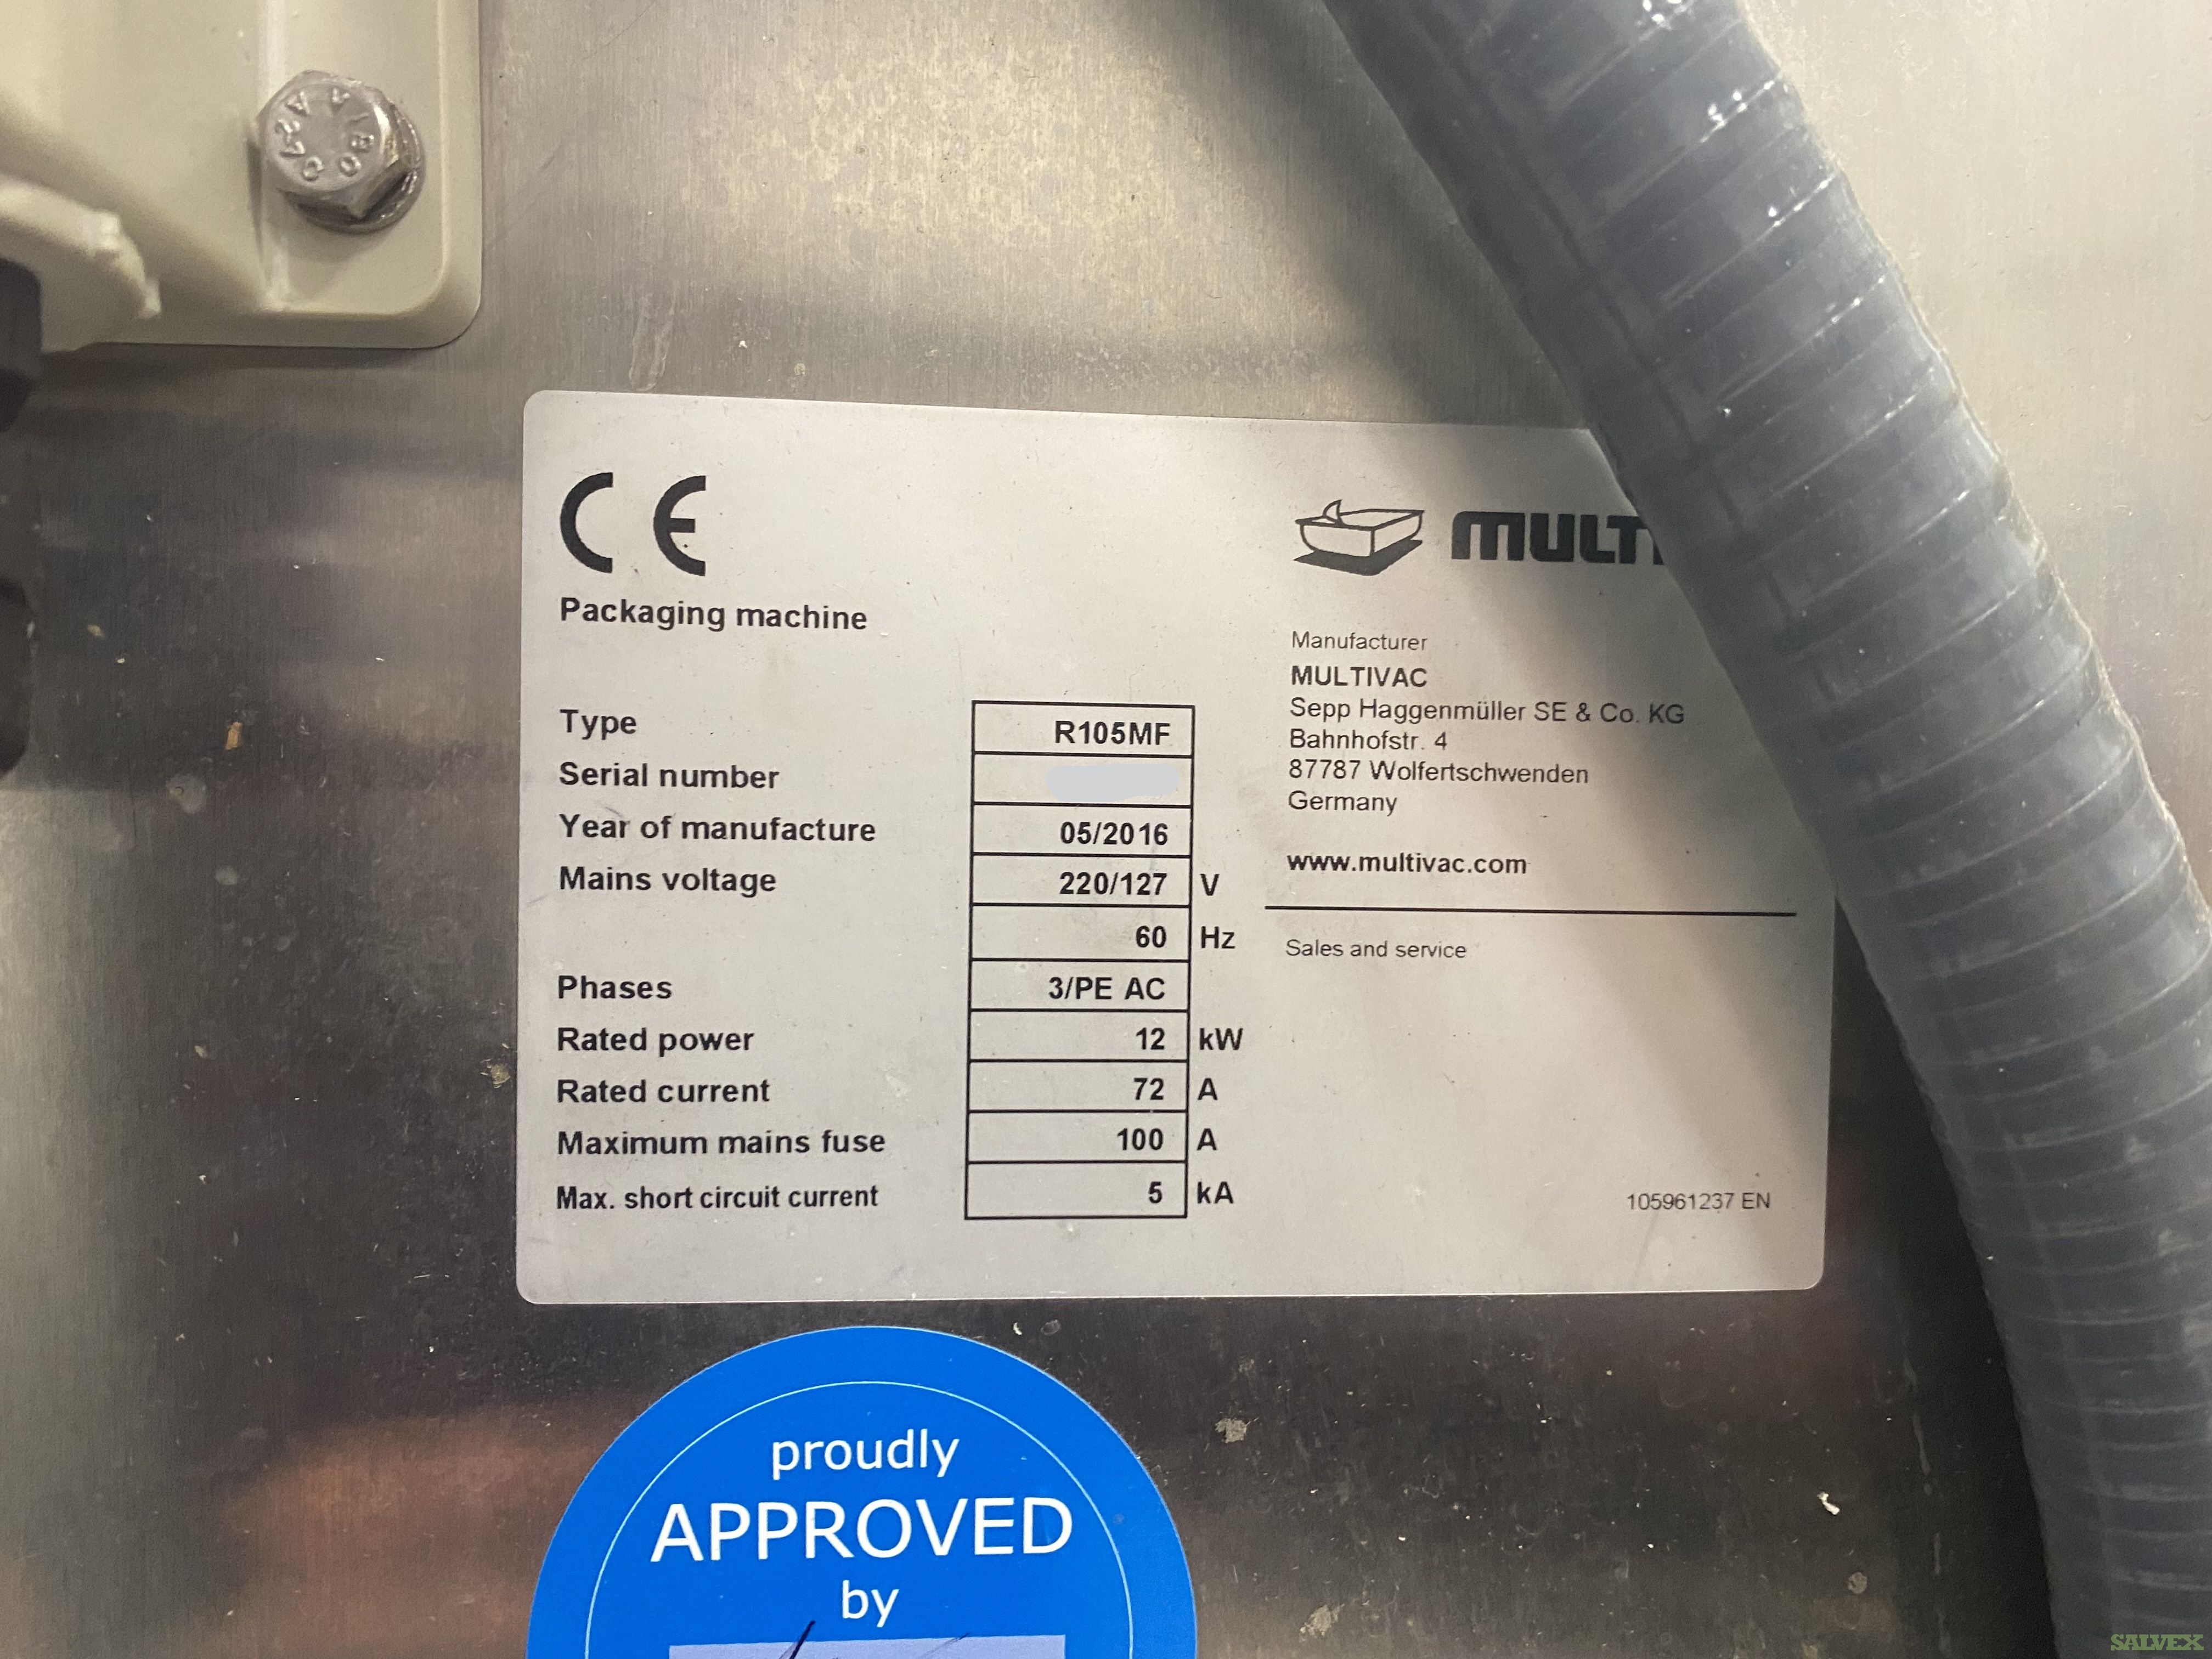 CE
MULTI
Packaging machine
Manufacturer
MULTIVAC
Sepp Haggenmüller SE & Co. KG
Bahnhofstr. 4
87787 Wolfertschwenden
Germany
www.multivac.com
Sales and service
Type R105MF
Serial number
Year of manufacture 05/2016
Mains voltage 220/127 V
60 Hz
Phases 3/PE AC
Rated power 12 kW
Rated current 72 A
Maximum mains fuse 100 A
Max. short circuit current 5 kA
105961237 EN
proudly
APPROVED
by
SALVEX